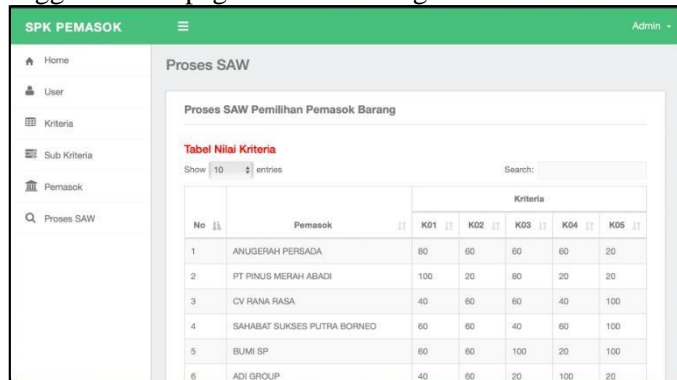 SPK PEMASOK
Admin
Home
User
Kriteria
Sub Kriteria
Pemasok
Proses SAW
Proses SAW
Proses SAW Pemilihan Pemasok Barang
Tabel Nilai Kriteria
Show 10 entries Search:
Kriteria
No Pemasok K01 K02 K03 K04 K05
1 ANUGERAH PERSADA 80 60 60 60 20
2 PT PINUS MERAH ABADI 100 20 80 20 20
3 CV RANA RASA 40 60 60 40 100
4 SAHABAT SUKSES PUTRA BORNEO 60 60 40 60 100
5 BUMI SP 60 60 100 20 100
6 ADI GROUP 40 60 20 100 20